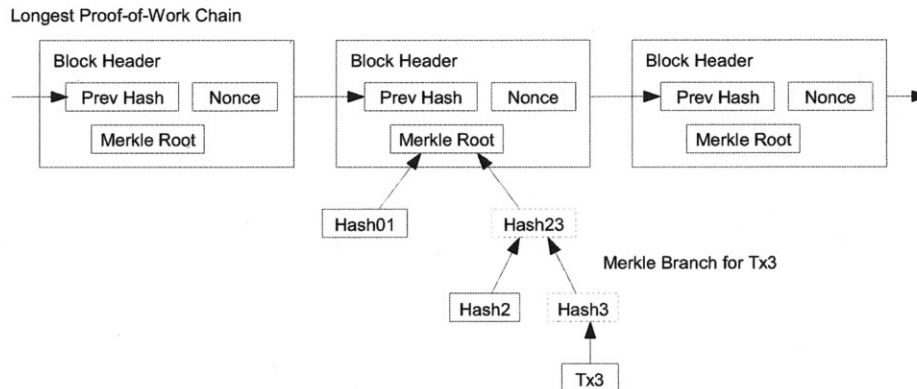 Longest Proof-of-Work Chain
Block Header Block Header Block Header
Prev Hash Nonce Prev Hash Nonce Prev Hash Nonce
Merkle Root Merkle Root Merkle Root
Hash01 Hash23
Merkle Branch for Tx3
Hash2 Hash3
Tx3